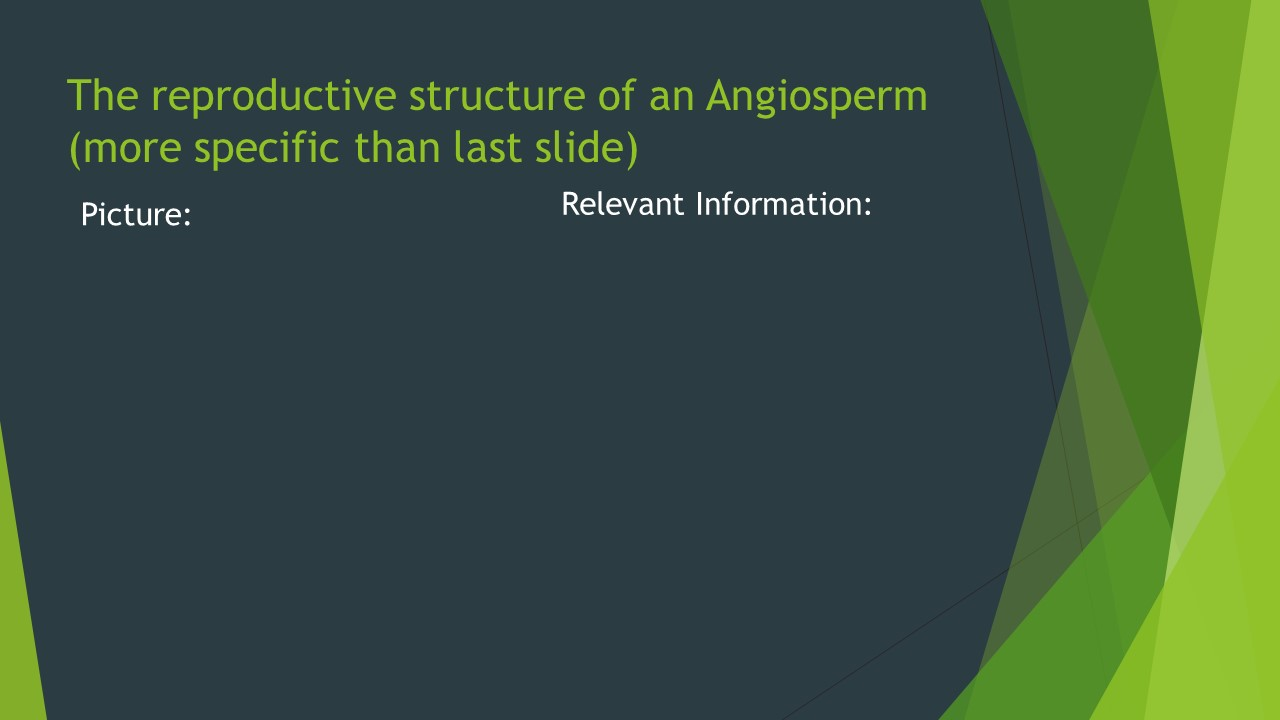 The reproductive structure of an Angiosperm
(more specific than last slide)
Picture:
Relevant Information: